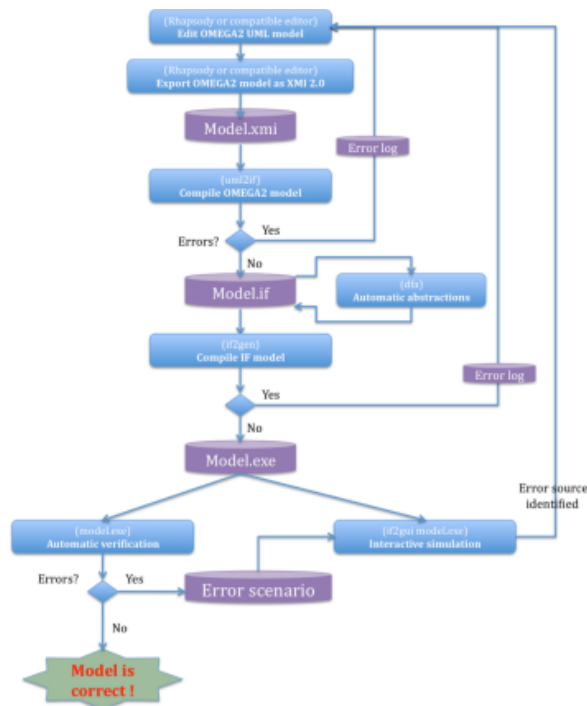 (Rhapsody or compatible editor)
Edit OMEGA2 UML model
(Rhapsody or compatible editor)
Export OMEGA2 model as XMI 2.0
Model.xmi
Error log
(uml2if)
Compile OMEGA2 model
Yes
Errors?
No
Model.if
(dfa)
Automatic abstractions
(if2gen)
Compile IF model
Error log
Yes
No
Model.exe
Error source
identified
(model.exe)
Automatic verification
(if2gui model.exe)
Interactive simulation
Errors?
Yes
Error scenario
No
Model is
correct !